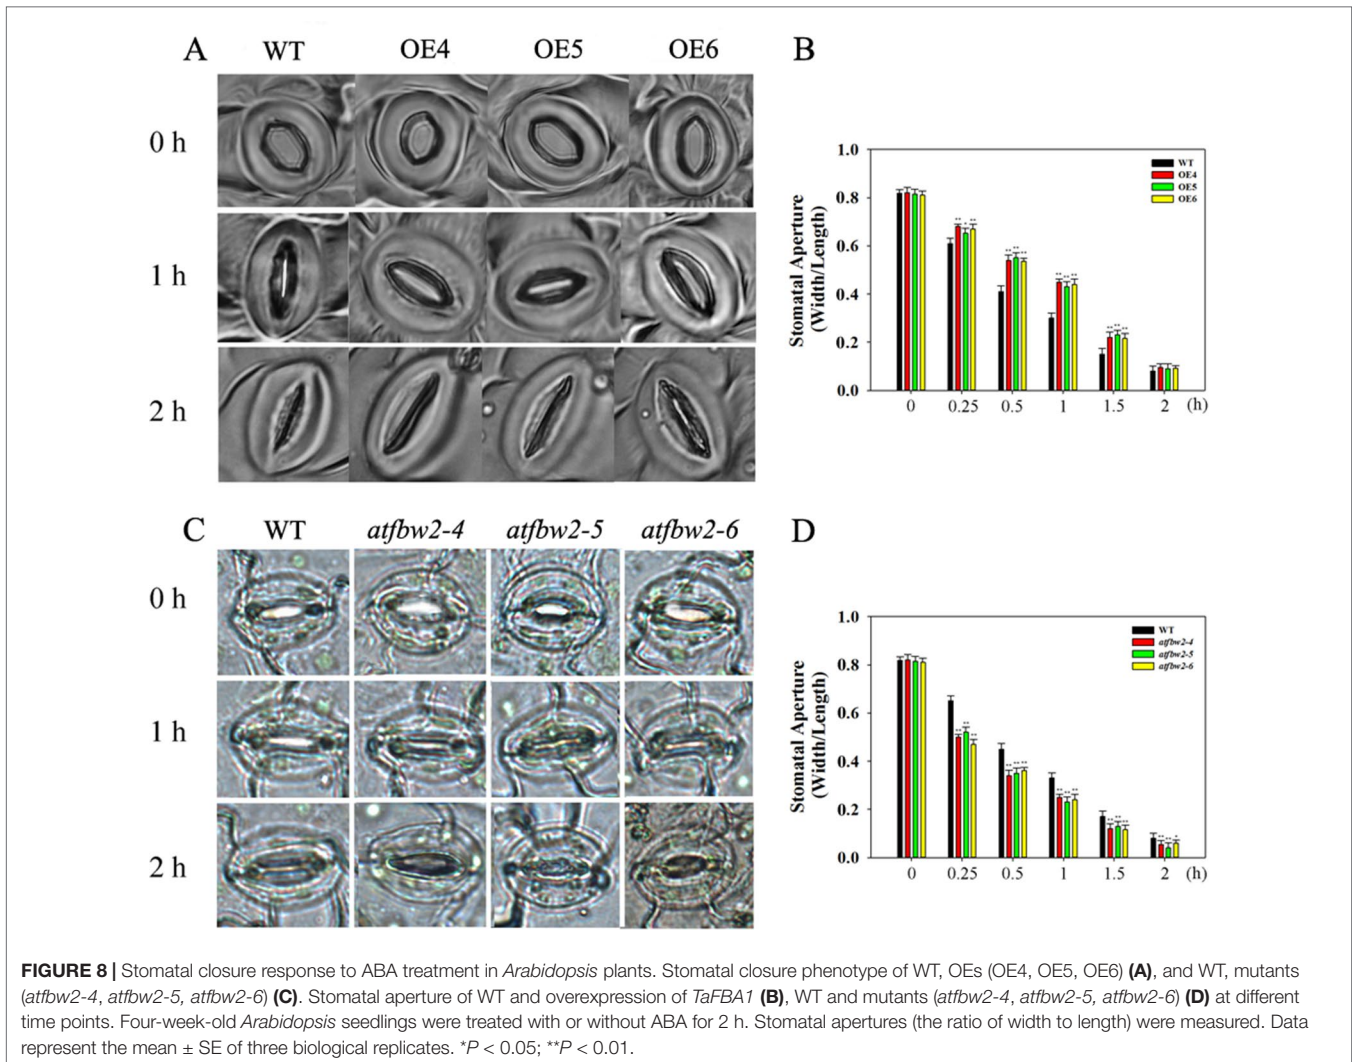 A WT OE4 OE5 OE6
0 h
1 h
2 h
B
Stomatal Aperture
(Width/Length)
1.0
0.8
0.6
0.4
0.2
0.0
WT
OE4
OE5
OE6
** * **
** ** **
** ** **
** ** **
0 0.25 0.5 1 1.5 2 (h)
C WT atfbw2-4 atfbw2-5 atfbw2-6
0 h
1 h
2 h
D
Stomatal Aperture
(Width/Length)
1.0
0.8
0.6
0.4
0.2
0.0
WT
atfbw2-4
atfbw2-5
atfbw2-6
** ** **
** ** **
** ** **
** ** **
** ** *
0 0.25 0.5 1 1.5 2 (h)
FIGURE 8 | Stomatal closure response to ABA treatment in Arabidopsis plants. Stomatal closure phenotype of WT, OEs (OE4, OE5, OE6) (A), and WT, mutants
(atfbw2-4, atfbw2-5, atfbw2-6) (C). Stomatal aperture of WT and overexpression of TaFBA1 (B), WT and mutants (atfbw2-4, atfbw2-5, atfbw2-6) (D) at different
time points. Four-week-old Arabidopsis seedlings were treated with or without ABA for 2 h. Stomatal apertures (the ratio of width to length) were measured. Data
represent the mean ± SE of three biological replicates. *P < 0.05; **P < 0.01.